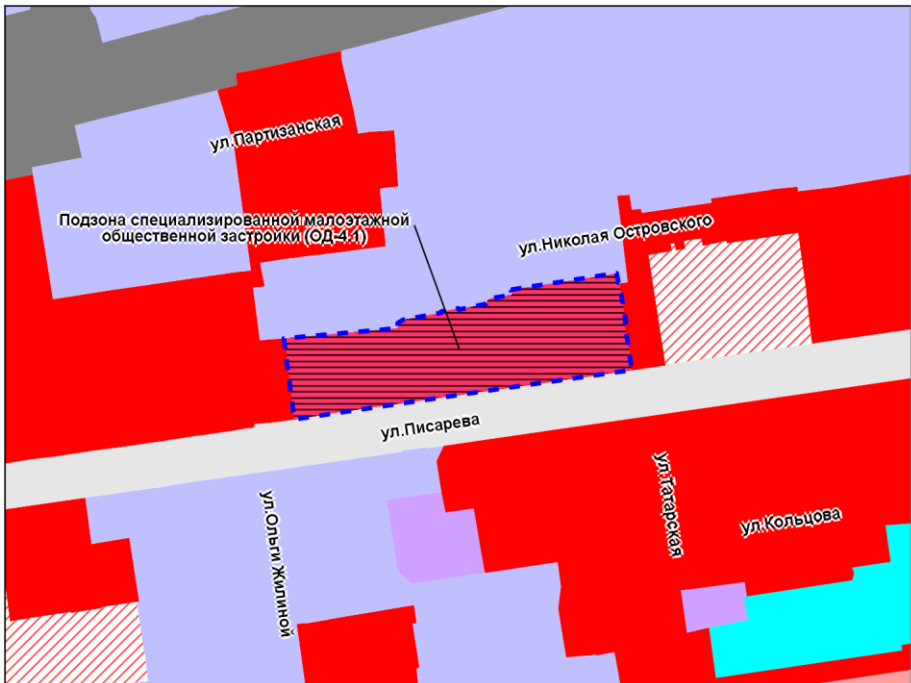 ул.Партизанская
Подзона специализированной малоэтажной
общественной застройки (ОД-4.1)
ул.Николая Островского
ул.Писарева
ул.Ольги Жилиной
ул.Татарская
ул.Кольцова